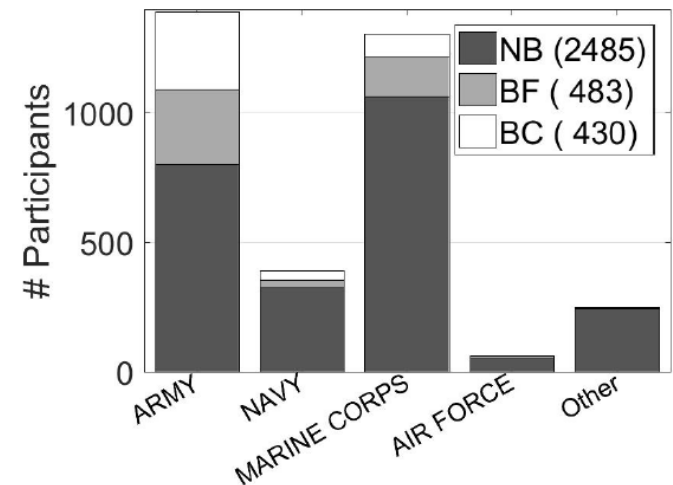 # Participants
1000
500
0
NB (2485)
BF ( 483)
BC ( 430)
ARMY
NAVY
MARINE CORPS
AIR FORCE
Other